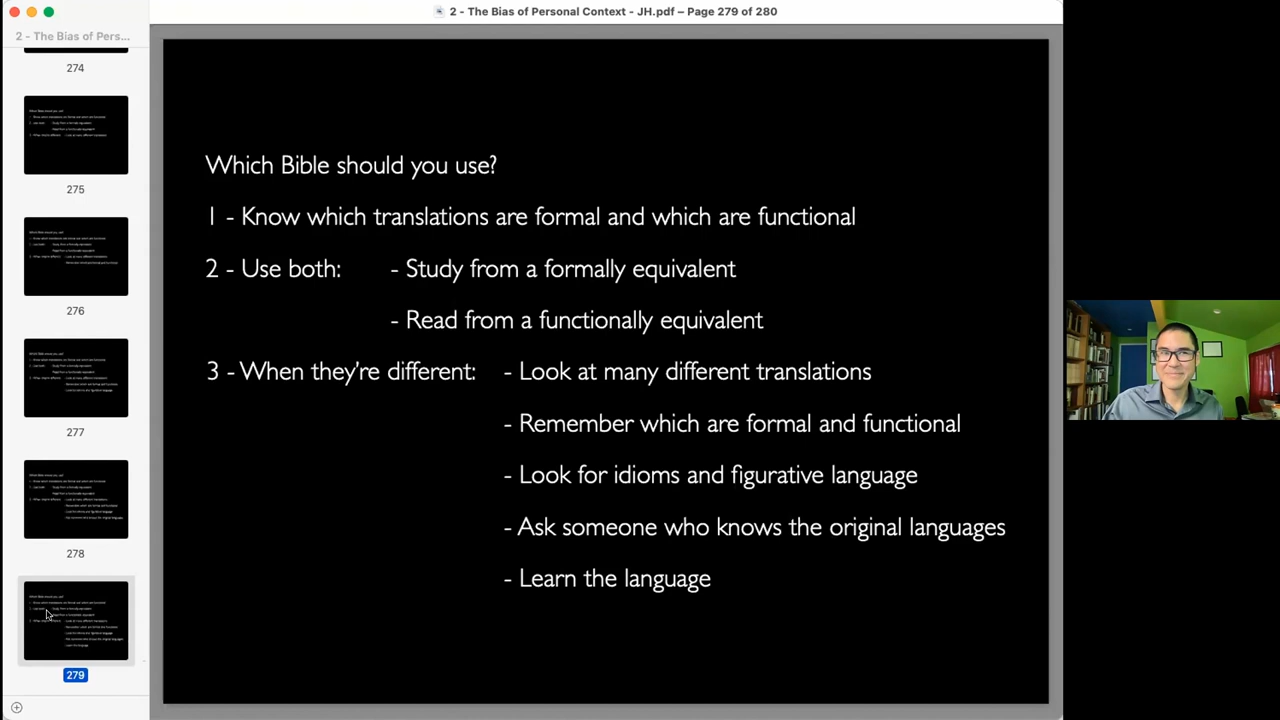 2 - The Bias of Personal Context - JH.pdf – Page 279 of 280
2 - The Bias of Pers...
274
275
276
277
278
279
Which Bible should you use?
1 - Know which translations are formal and which are functional
2 - Use both: - Study from a formally equivalent
- Read from a functionally equivalent
3 - When they're different: - Look at many different translations
- Remember which are formal and functional
- Look for idioms and figurative language
- Ask someone who knows the original languages
- Learn the language